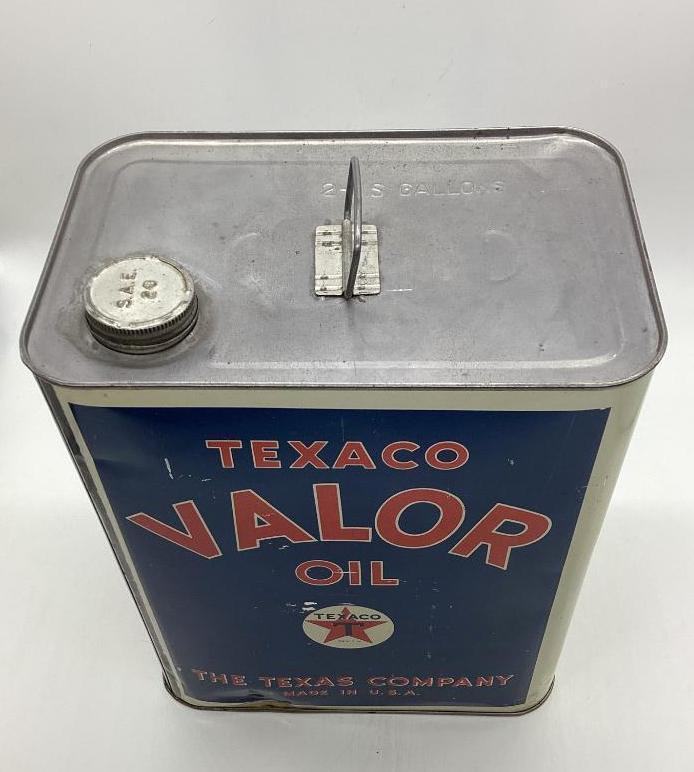 GALLONS
S.A.E.
20
TEXACO
VALOR
OIL
TEXACO
T
THE TEXAS COMPANY
MADE IN U.S.A.